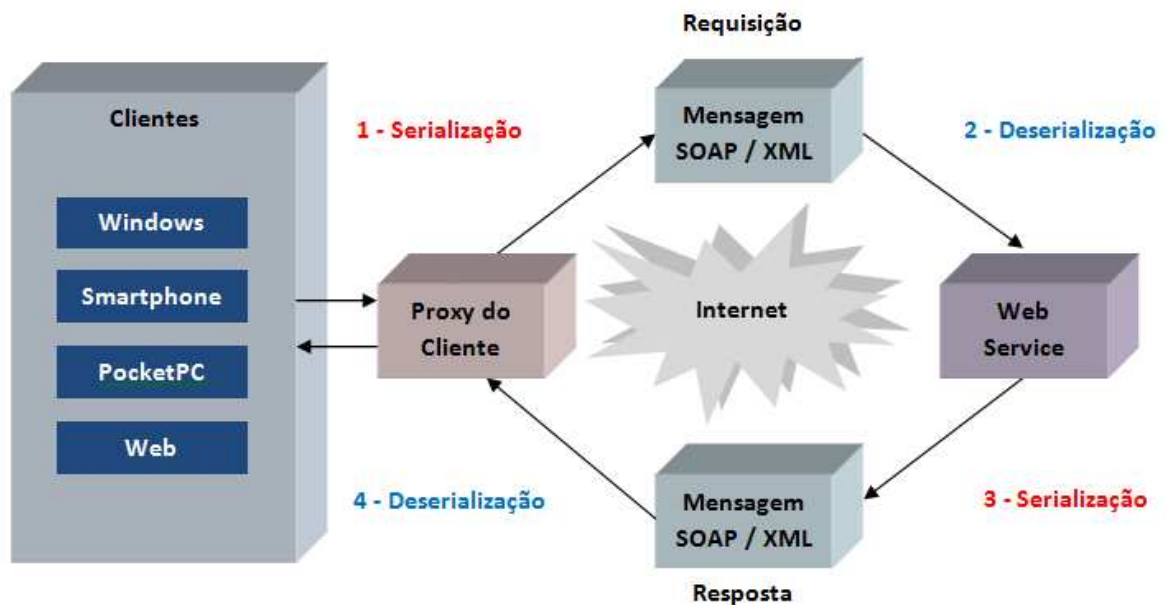 Requisição
Clientes
1 - Serialização
Mensagem
SOAP / XML
2 - Deserialização
Windows
Smartphone
PocketPC
Web
Proxy do
Cliente
Internet
Web
Service
4 - Deserialização
Mensagem
SOAP / XML
3 - Serialização
Resposta